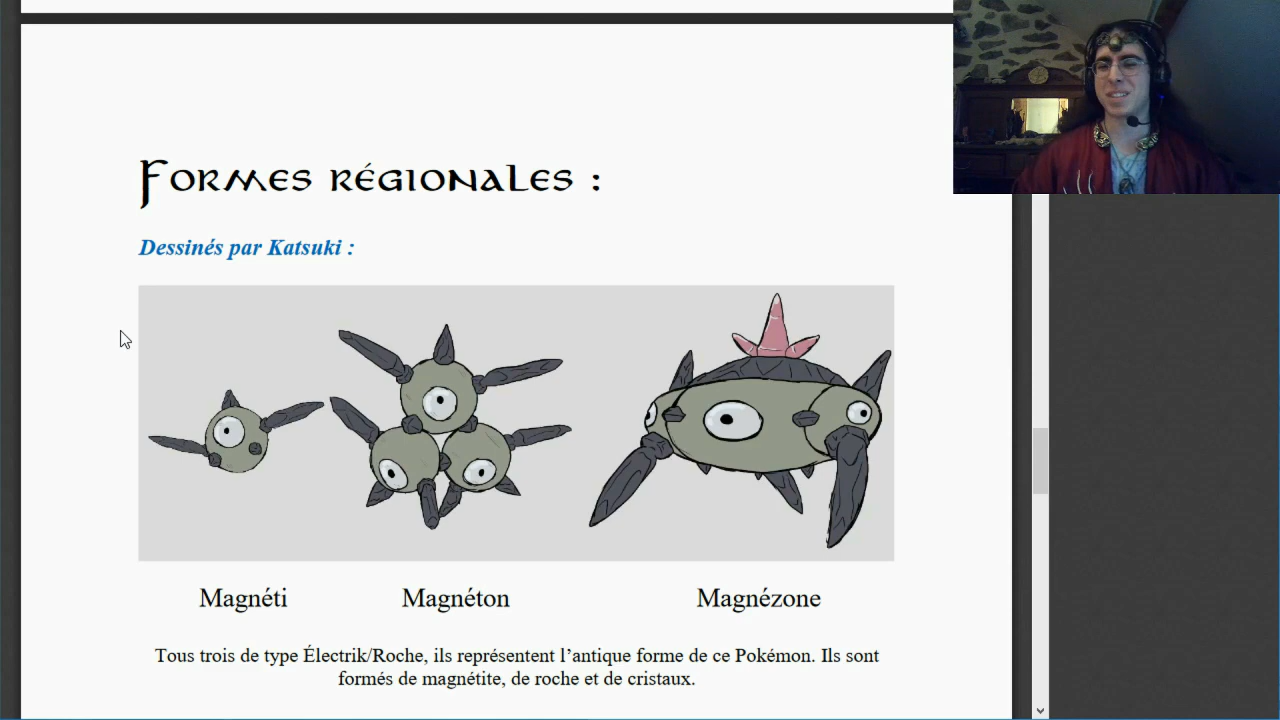 Formes régionales :
Dessinés par Katsuki :
Magnéti Magnéton Magnézone
Tous trois de type Électrik/Roche, ils représentent l’antique forme de ce Pokémon. Ils sont
formés de magnétite, de roche et de cristaux.